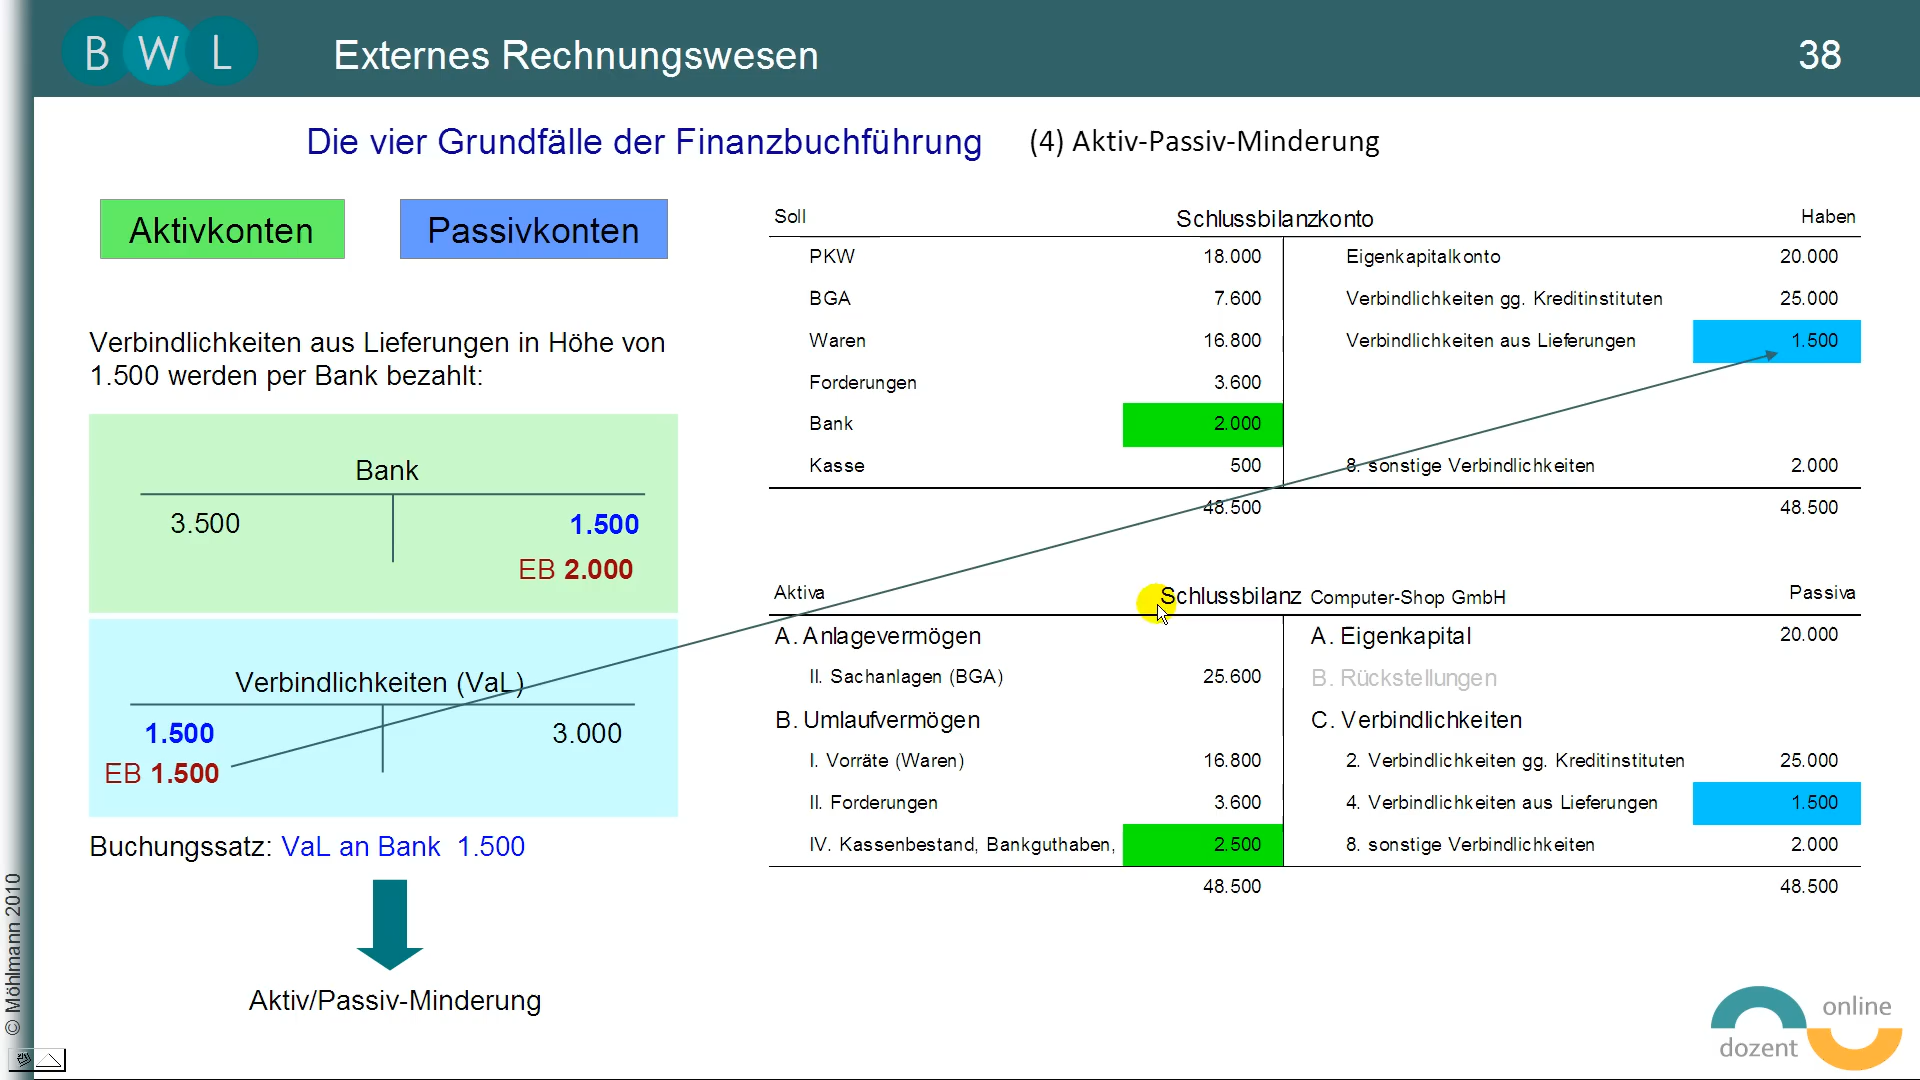 B W L
Externes Rechnungswesen
38
Die vier Grundfälle der Finanzbuchführung
(4) Aktiv-Passiv-Minderung
Aktivkonten
Passivkonten
Verbindlichkeiten aus Lieferungen in Höhe von
1.500 werden per Bank bezahlt:
Bank
3.500 1.500
EB 2.000
Verbindlichkeiten (VaL)
1.500 3.000
EB 1.500
Buchungssatz: VaL an Bank 1.500
Aktiv/Passiv-Minderung
Soll Schlussbilanzkonto Haben
PKW 18.000 Eigenkapitalkonto 20.000
BGA 7.600 Verbindlichkeiten gg. Kreditinstituten 25.000
Waren 16.800 Verbindlichkeiten aus Lieferungen 1.500
Forderungen 3.600
Bank 2.000
Kasse 500 8. sonstige Verbindlichkeiten 2.000
48.500 48.500
Aktiva Schlussbilanz Computer-Shop GmbH Passiva
A. Anlagevermögen A. Eigenkapital 20.000
II. Sachanlagen (BGA) 25.600 B. Rückstellungen
B. Umlaufvermögen C. Verbindlichkeiten
I. Vorräte (Waren) 16.800 2. Verbindlichkeiten gg. Kreditinstituten 25.000
II. Forderungen 3.600 4. Verbindlichkeiten aus Lieferungen 1.500
IV. Kassenbestand, Bankguthaben, 2.500 8. sonstige Verbindlichkeiten 2.000
48.500 48.500
© Möhlmann 2010
online
dozent